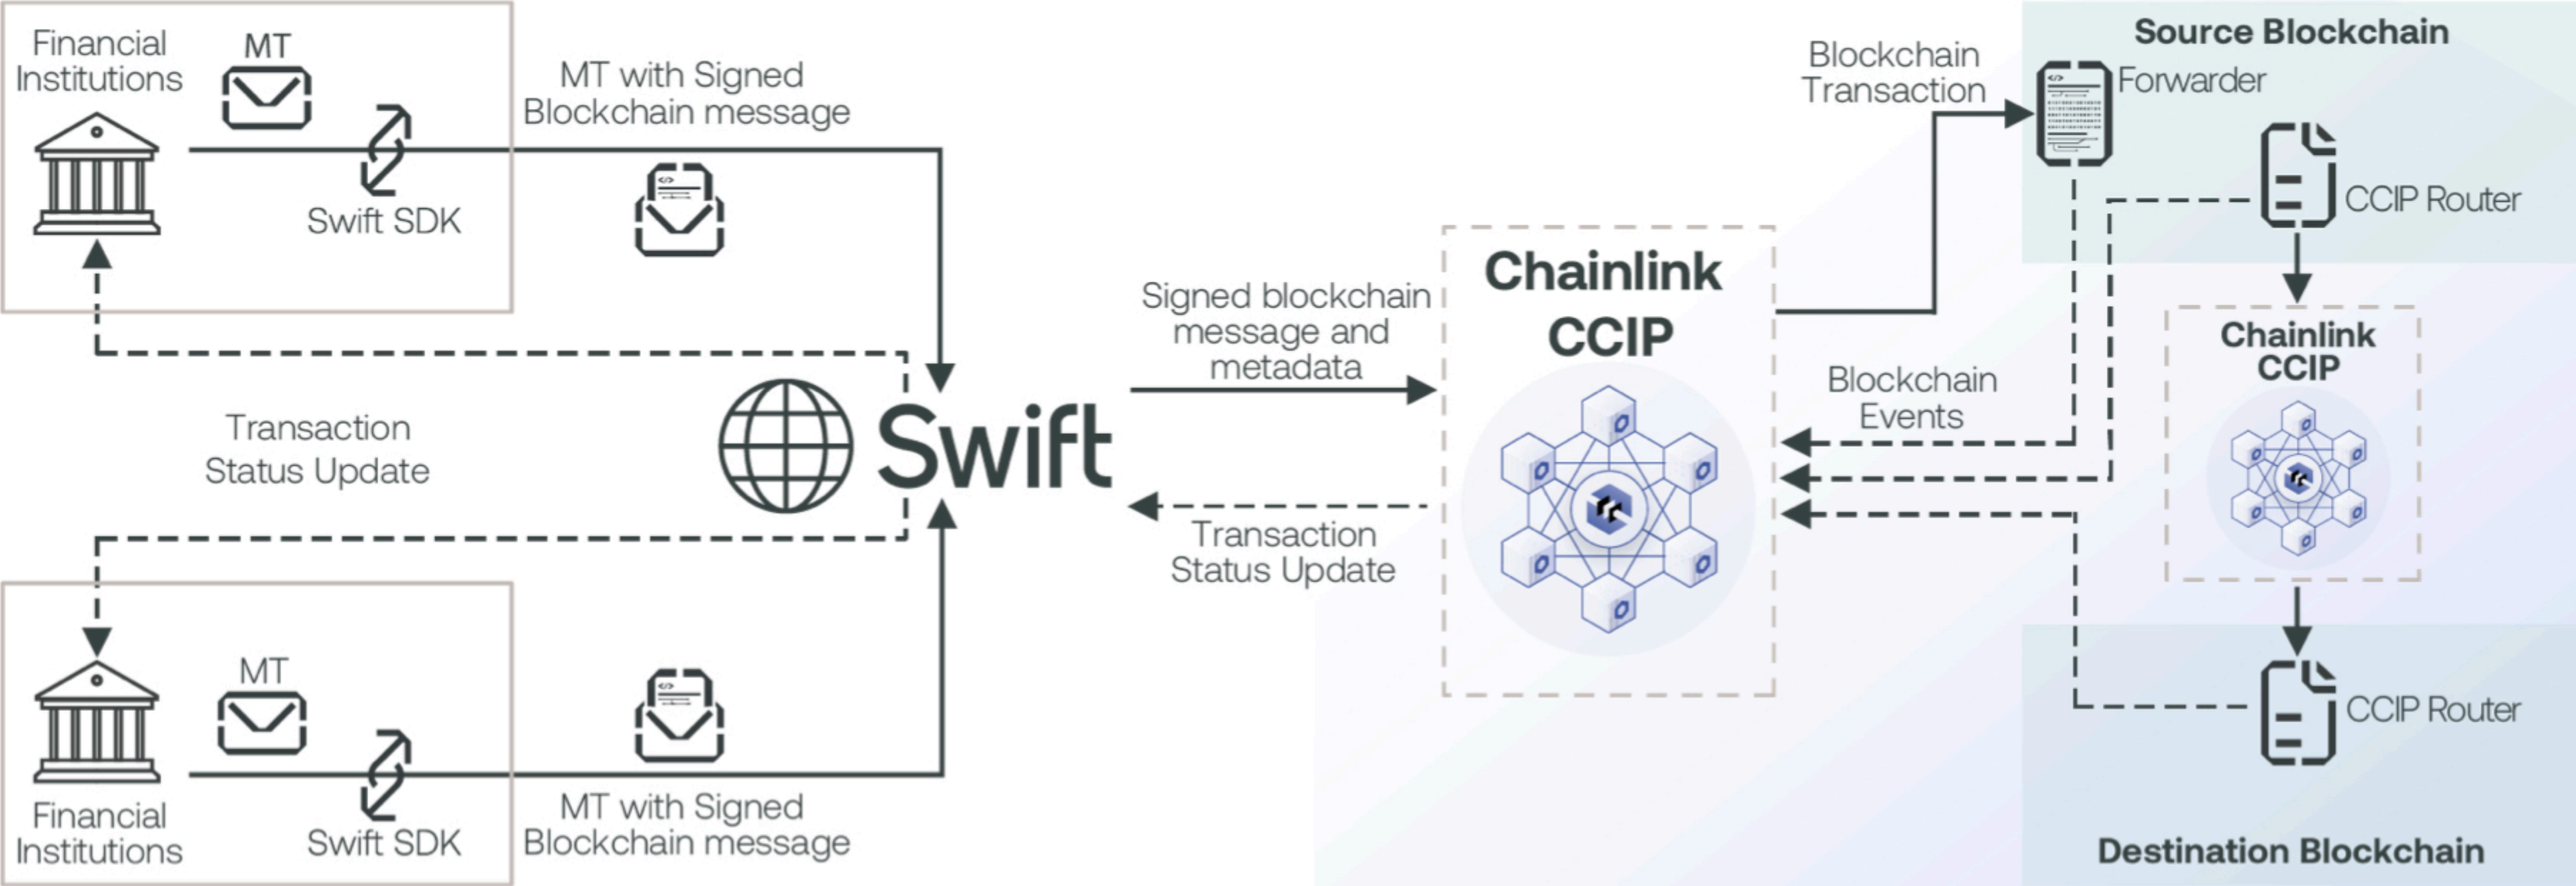 Financial
Institutions
MT
Swift SDK
MT with Signed
Blockchain message
Transaction
Status Update
Swift
Financial
Institutions
MT
Swift SDK
MT with Signed
Blockchain message
Signed blockchain
message and
metadata
Transaction
Status Update
Chainlink
CCIP
Blockchain
Transaction
Blockchain
Events
Source Blockchain
Forwarder
CCIP Router
Chainlink
CCIP
CCIP Router
Destination Blockchain